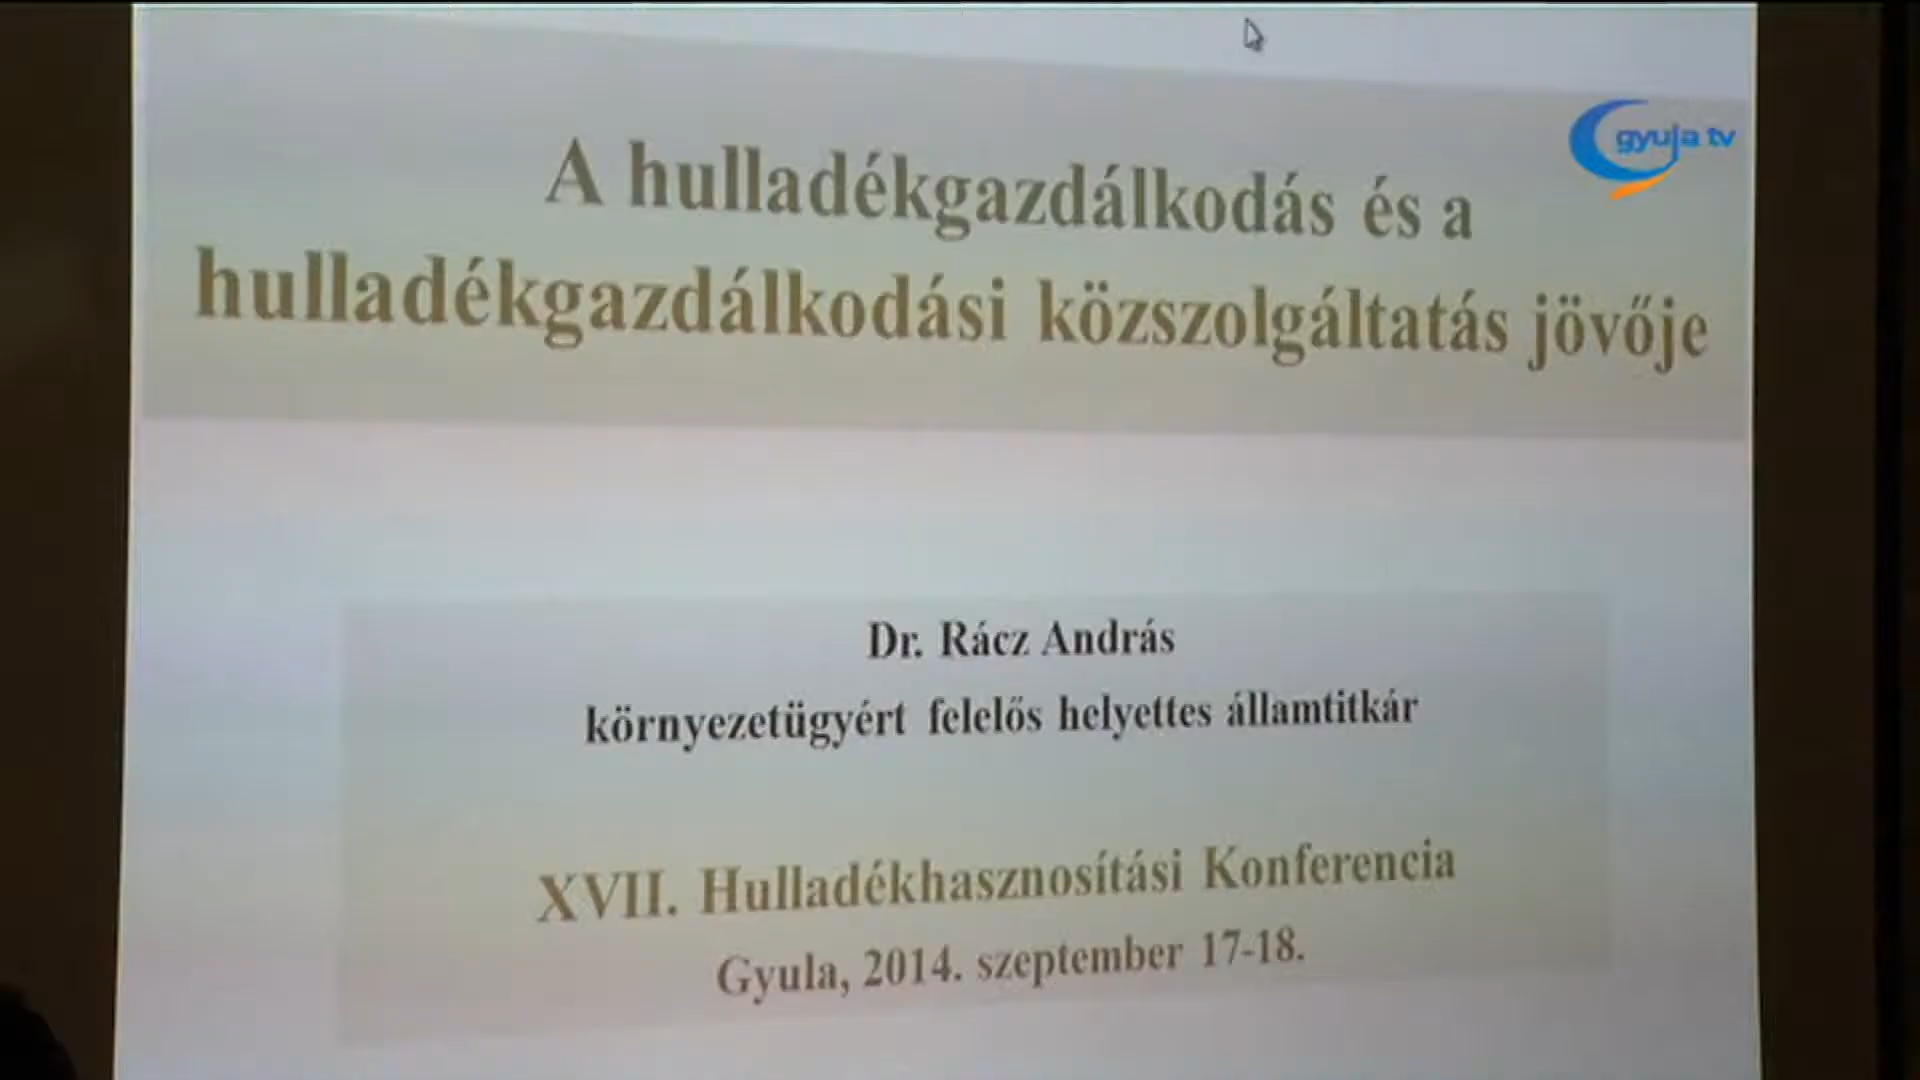 gyula tv
A hulladékgazdálkodás és a
hulladékgazdálkodási közszolgáltatás jövője
Dr. Rácz András
környezetügyért felelős helyettes államtitkár
XVII. Hulladékhasznosítási Konferencia
Gyula, 2014. szeptember 17-18.